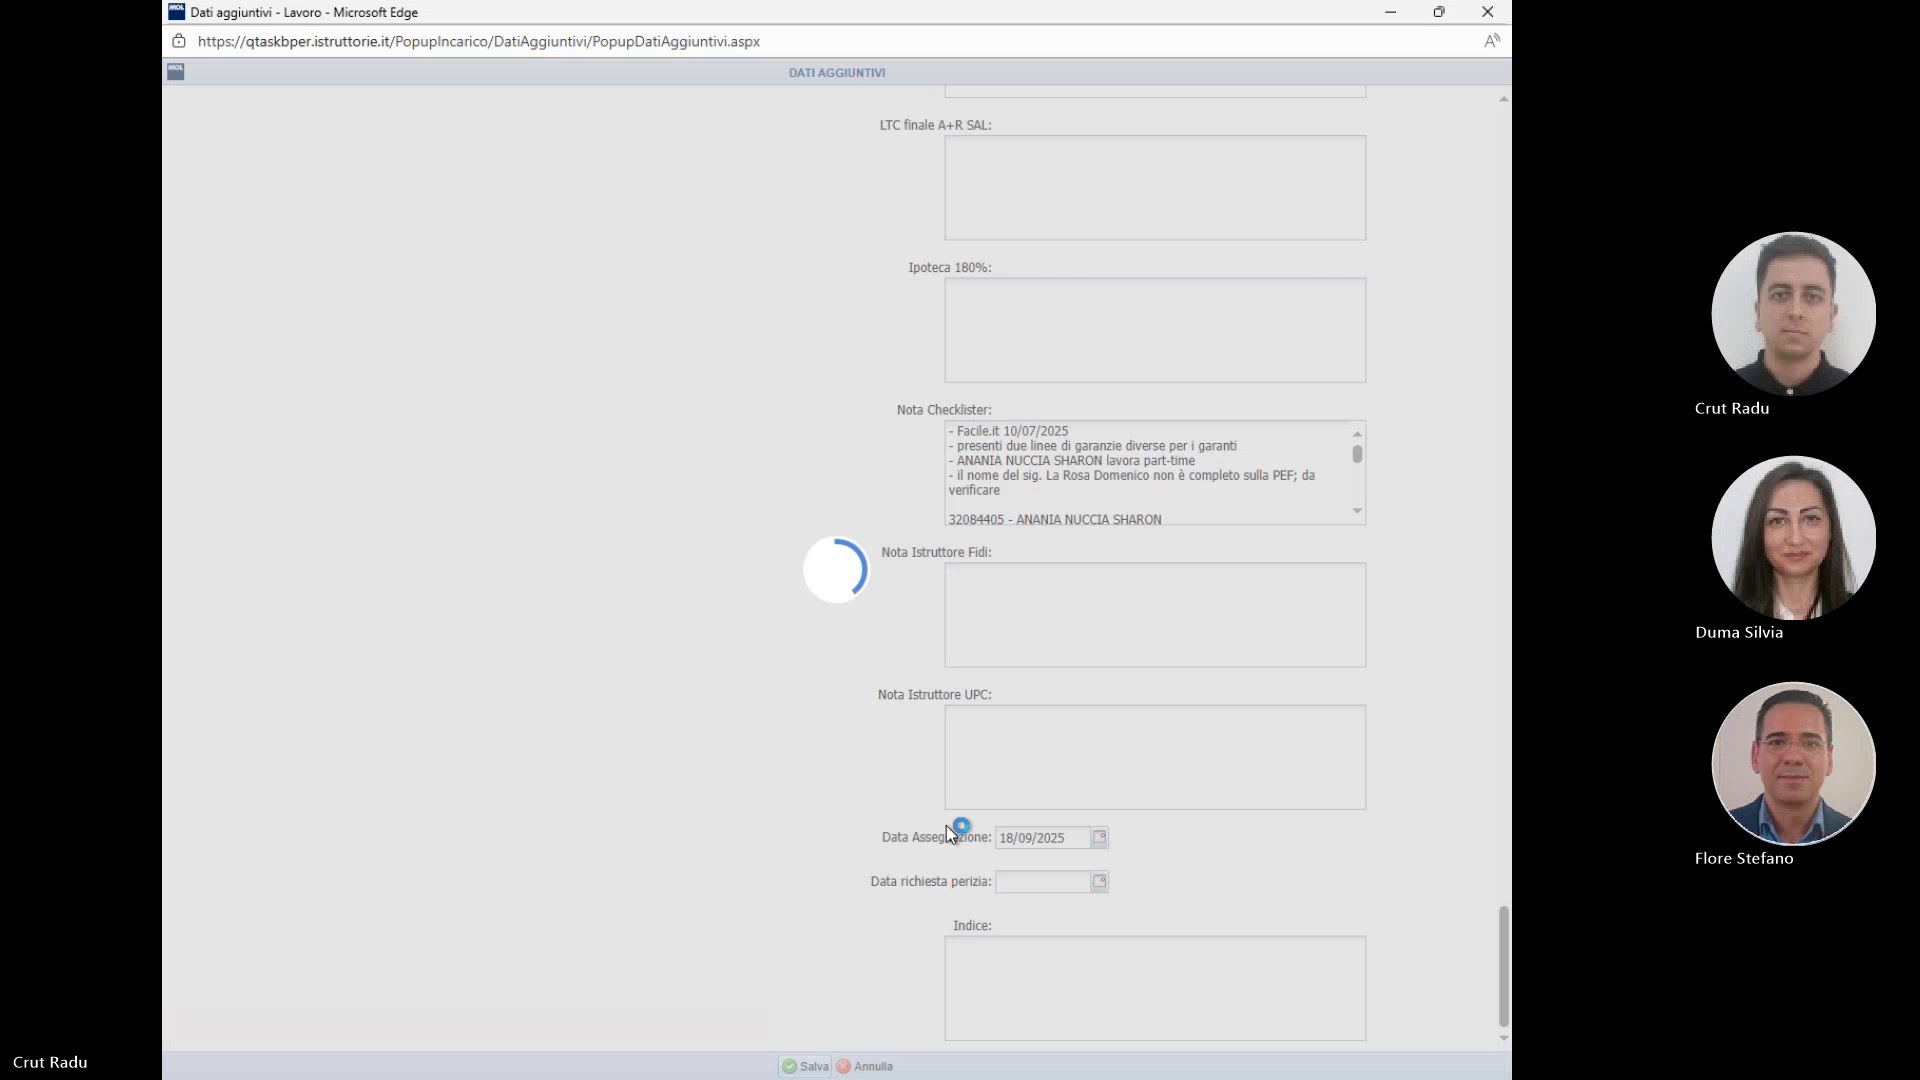 MOL Dati aggiuntivi - Lavoro - Microsoft Edge
https://qtaskbper.istruttorie.it/PopupIncarico/DatiAggiuntivi/PopupDatiAggiuntivi.aspx
MOL DATI AGGIUNTIVI
LTC finale A+R SAL:
Ipoteca 180%:
Nota Checklister:
- Facile.it 10/07/2025
- presenti due linee di garanzie diverse per i garanti
- ANANIA NUCCIA SHARON lavora part-time
- il nome del sig. La Rosa Domenico non è completo sulla PEF; da
verificare
32084405 - ANANIA NUCCIA SHARON
Nota Istruttore Fidi:
Nota Istruttore UPC:
Data Assegnazione: 18/09/2025
Data richiesta perizia:
Indice:
Salva Annulla
Crut Radu
Duma Silvia
Flore Stefano
Crut Radu